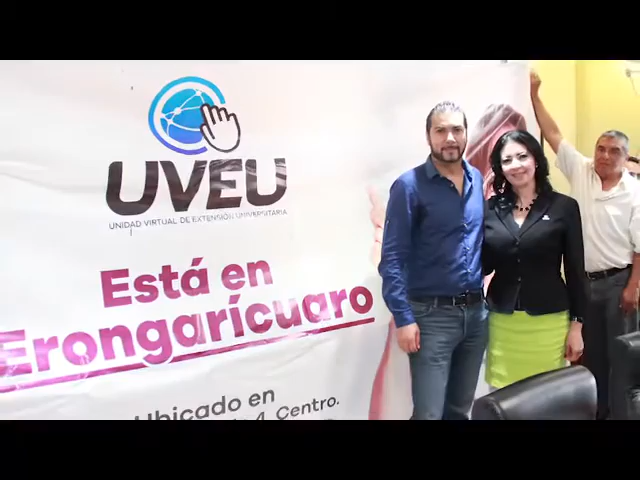 UVEU
UNIDAD VIRTUAL DE EXTENSIÓN UNIVERSITARIA
Está en
Erongarícuaro
Ubicado en
4, Centro.